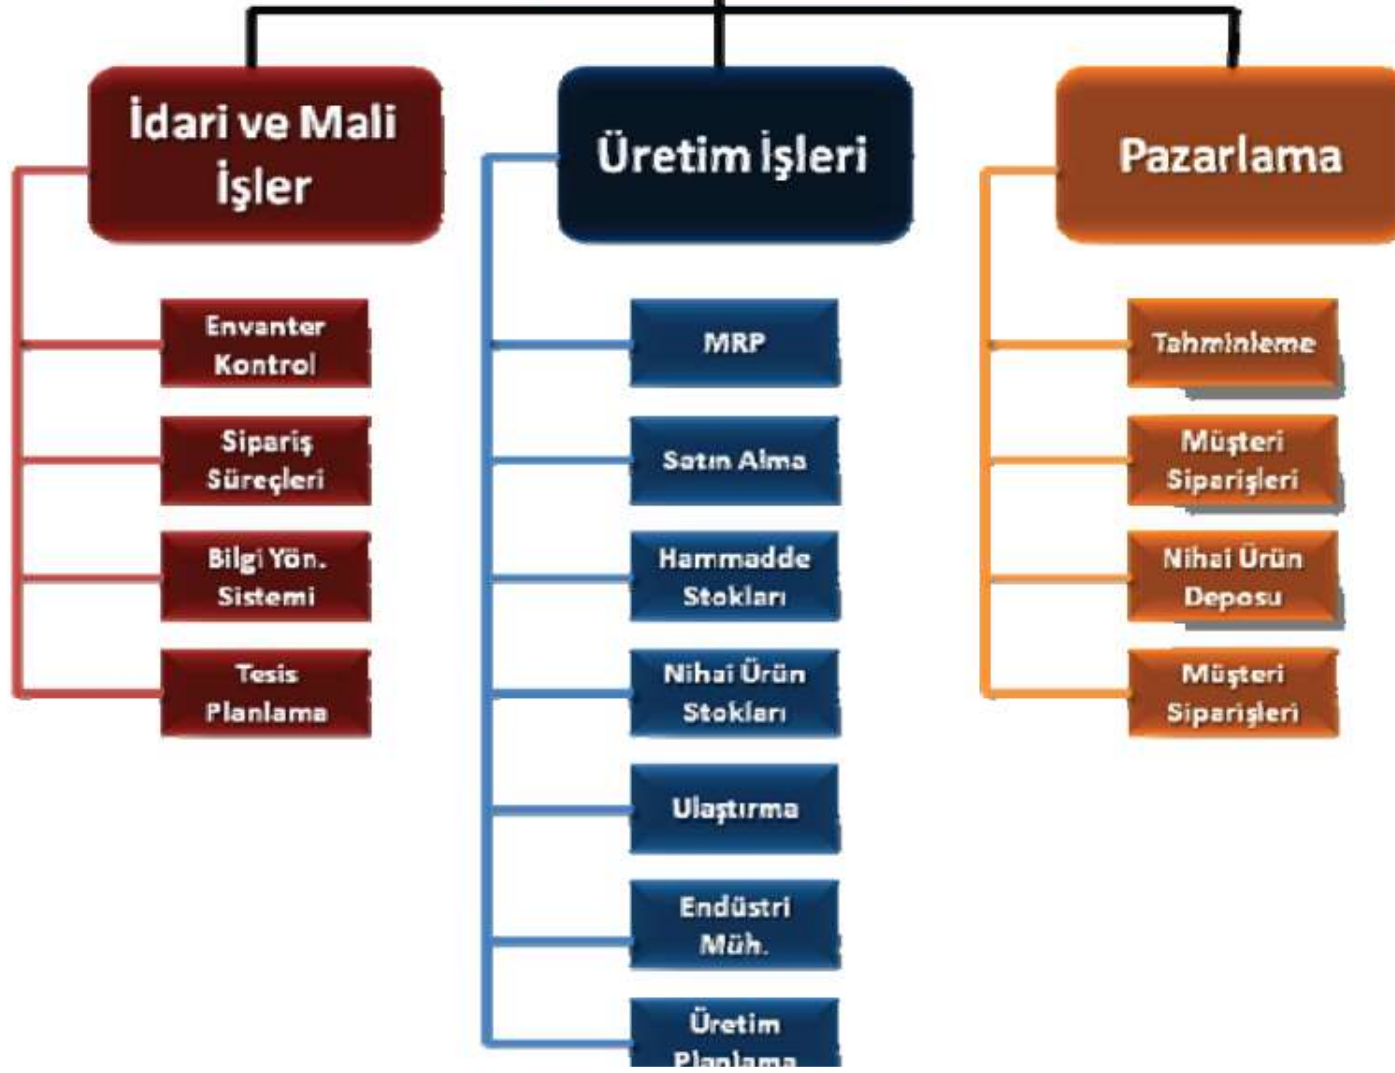 İdari ve Mali
İşler
Envanter
Kontrol
Sipariş
Süreçleri
Bilgi Yön.
Sistemi
Tesis
Planlama
Üretim İşleri
MRP
Satın Alma
Hammadde
Stokları
Nihai Ürün
Stokları
Ulaştırma
Endüstri
Müh.
Üretim
Planlama
Pazarlama
Tahminleme
Müşteri
Siparişleri
Nihai Ürün
Deposu
Müşteri
Siparişleri